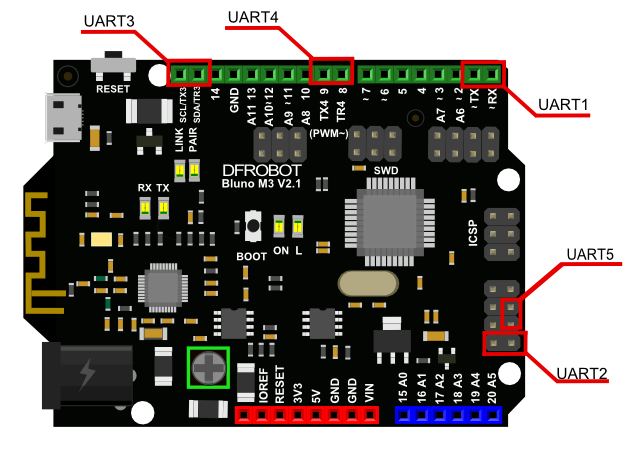 UART3
UART4
UART1
RESET
SCL/TX3
SDA/TR3
14
GND
A11 13
A10 ~12
A9 ~11
A8 10
TX4 9
TR4 8
~7
~6
5
4
A7 ~3
A6 ~2
~TX
~RX
(PWM~)
LINK
PAIR
DFROBOT
Bluno M3 V2.1
SWD
RX TX
BOOT
ON L
ICSP
UART5
UART2
IOREF
RESET
3V3
5V
GND
GND
VIN
15 A0
16 A1
17 A2
18 A3
19 A4
20 A5